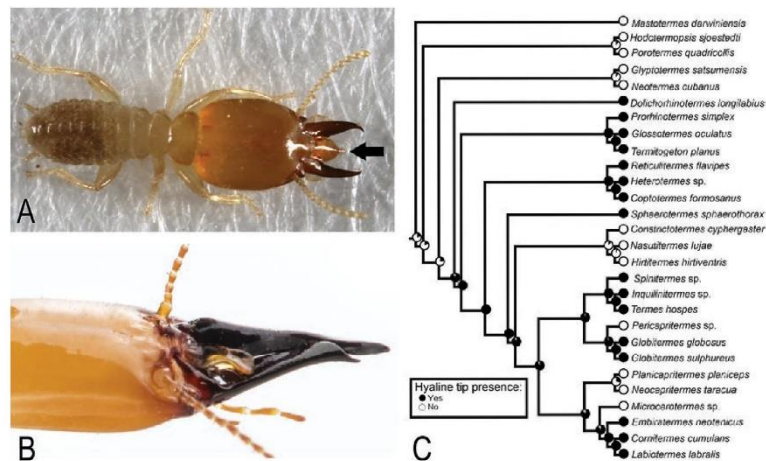 A
B
C
Mastotermes darwiniensis
Hodotermopsis sjoestedti
Porotermes quadricollis
Glyptotermes satsumensis
Neotermes cubanus
Dolichorhinotermes longilabius
Prorhinotermes simplex
Glossotermes oculatus
Termitogeton planus
Reticulitermes flavipes
Heterotermes sp.
Coptotermes formosanus
Sphaerotermes sphaerothorax
Constrictotermes cyphergaster
Nasutitermes lujae
Hirtitermes hirtiventris
Spinitermes sp.
Inquilinitermes sp.
Termes hospes
Pericapritermes sp.
Globitermes globosus
Globitermes sulphureus
Planicapritermes planiceps
Neocapritermes taracua
Microcerotermes sp.
Embiratermes neotenicus
Cornitermes cumulans
Labiotermes labralis
Hyaline tip presence:
Yes
No